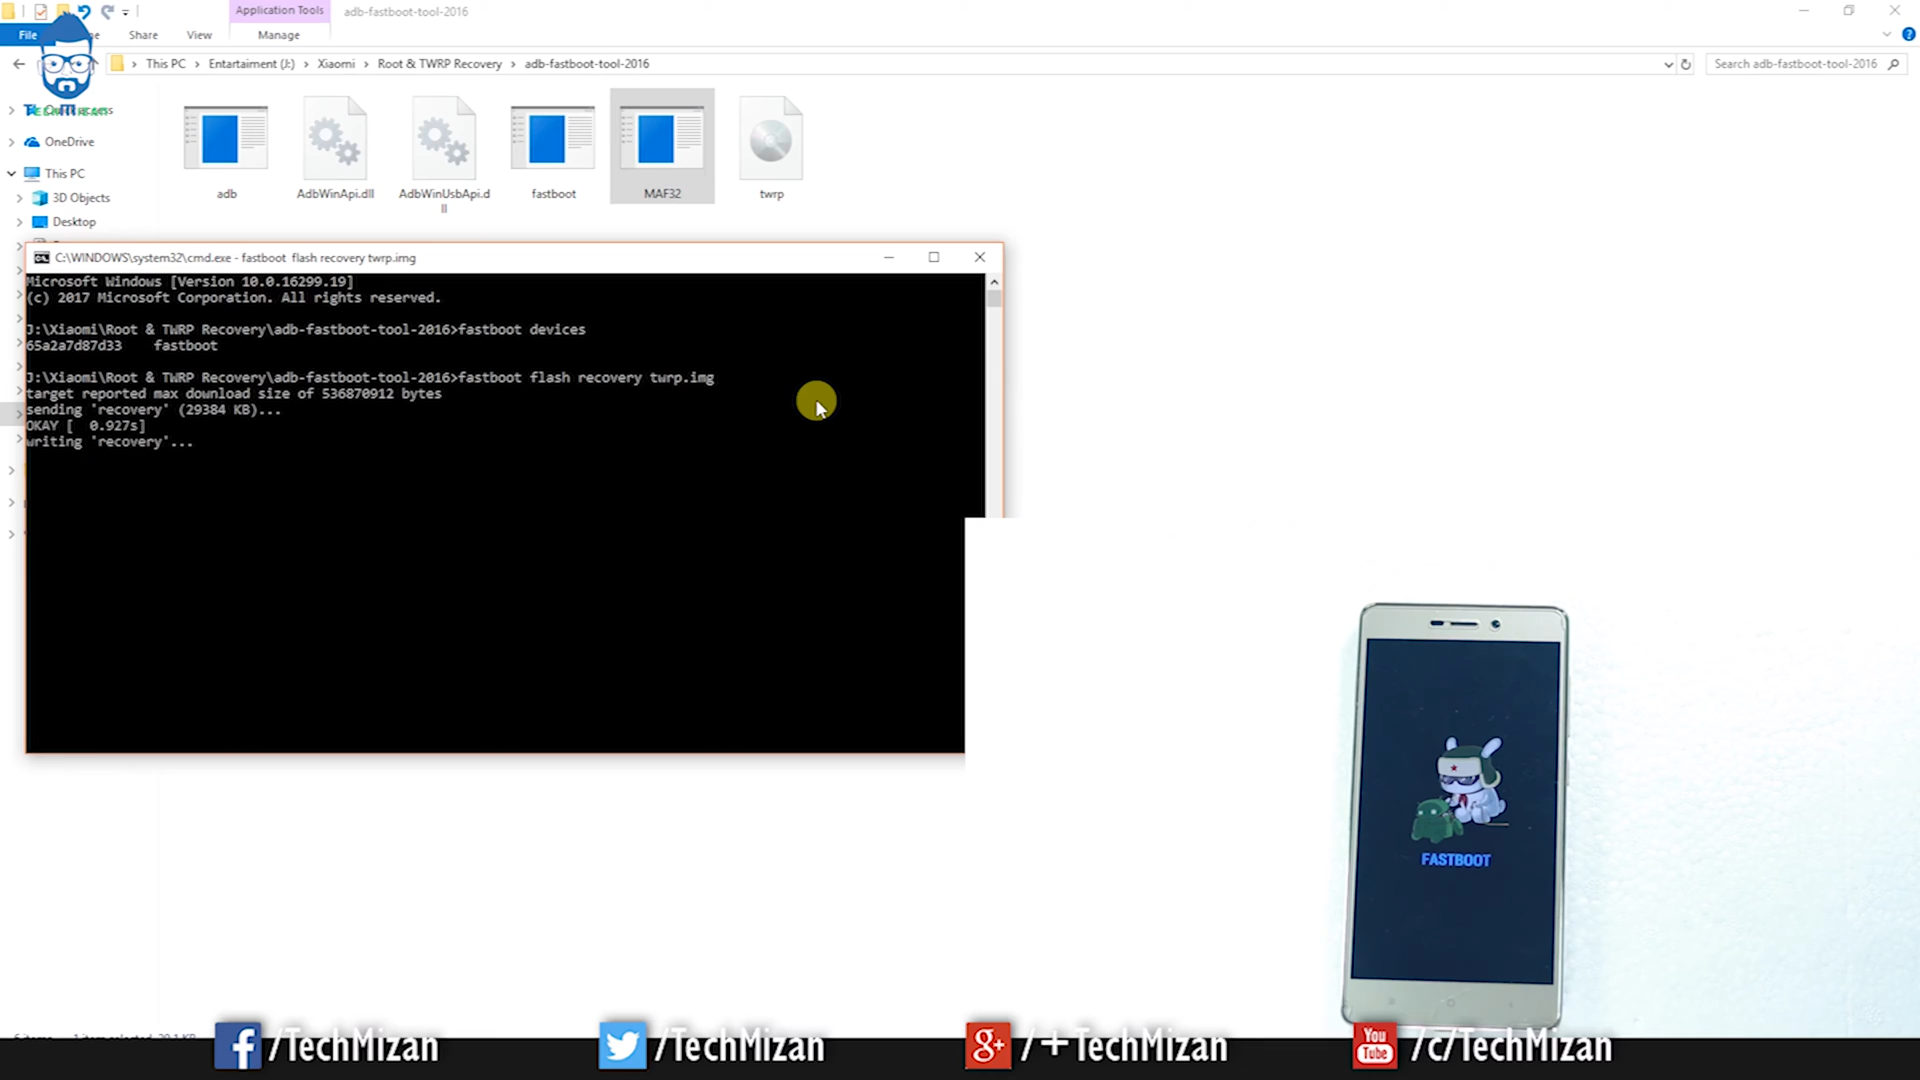 Application Tools
adb-fastboot-tool-2016
File
Share
View
Manage
This PC
Entartaiment (J:)
Xiaomi
Root & TWRP Recovery
adb-fastboot-tool-2016
Search adb-fastboot-tool-2016
OneDrive
This PC
3D Objects
Desktop
adb
AdbWinApi.dll
AdbWinUsbApi.d
ll
fastboot
MAF32
twrp
C:\WINDOWS\system32\cmd.exe - fastboot flash recovery twrp.img
Microsoft Windows [Version 10.0.16299.19]
(c) 2017 Microsoft Corporation. All rights reserved.
J:\Xiaomi\Root & TWRP Recovery\adb-fastboot-tool-2016>fastboot devices
65a2a7d87d33 fastboot
J:\Xiaomi\Root & TWRP Recovery\adb-fastboot-tool-2016>fastboot flash recovery twrp.img
target reported max download size of 536870912 bytes
sending 'recovery' (29384 KB)...
OKAY [ 0.927s]
writing 'recovery'...
FASTBOOT
/TechMizan
/TechMizan
g+ /+TechMizan
You Tube /c/TechMizan